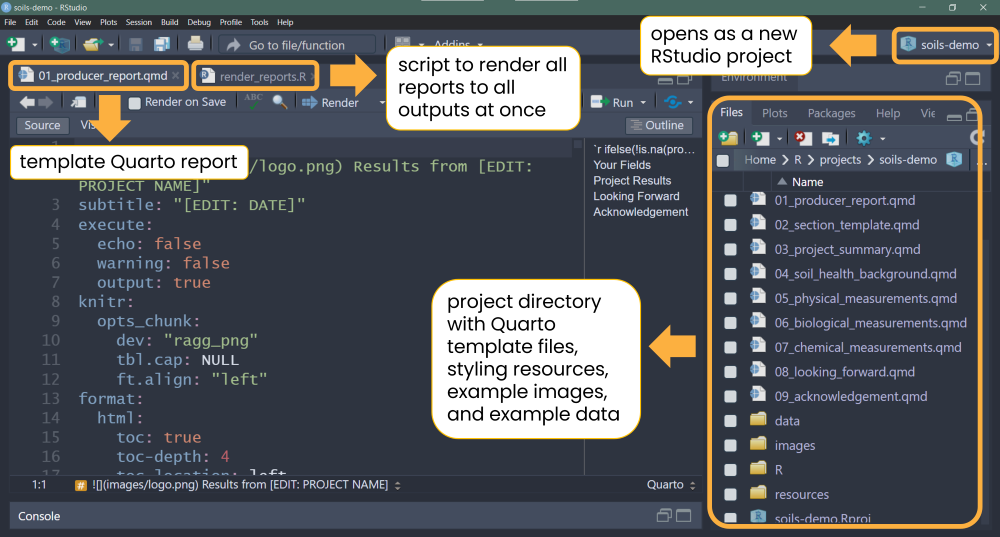 soils-demo - RStudio
File Edit Code View Plots Session Build Debug Profile Tools Help
Go to file/function
Addins
soils-demo
opens as a new
RStudio project
01_producer_report.qmd
render_reports.R
script to render all
reports to all
outputs at once
Environment
Render on Save
ABC
Render
Run
Source
Outline
template Quarto report
/logo.png) Results from [EDIT:
PROJECT NAME]"
3 subtitle: "[EDIT: DATE]"
4 execute:
5 echo: false
6 warning: false
7 output: true
8 knitr:
9 opts_chunk:
10 dev: "ragg_png"
11 tbl.cap: NULL
12 ft.align: "left"
13 format:
14 html:
15 toc: true
16 toc-depth: 4
17 toc-location: left
`r ifelse(!is.na(pro...
Your Fields
Project Results
Looking Forward
Acknowledgement
project directory
with Quarto
template files,
styling resources,
example images,
and example data
1:1
# ![](images/logo.png) Results from [EDIT: PROJECT NAME]
Quarto
Console
Files Plots Packages Help Vie
Home R projects soils-demo
...
Name
01_producer_report.qmd
02_section_template.qmd
03_project_summary.qmd
04_soil_health_background.qmd
05_physical_measurements.qmd
06_biological_measurements.qmd
07_chemical_measurements.qmd
08_looking_forward.qmd
09_acknowledgement.qmd
data
images
R
resources
soils-demo.Rproj